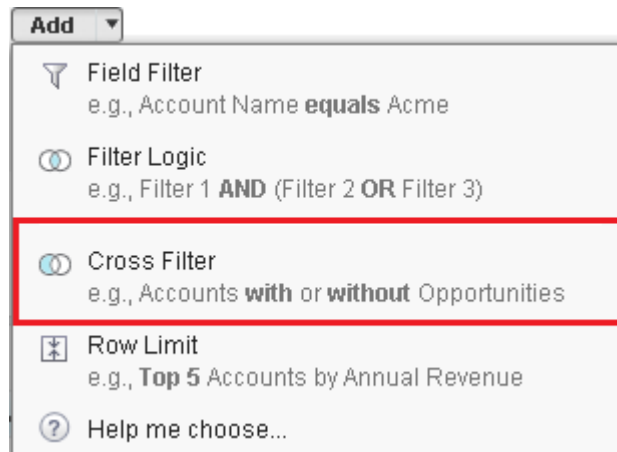 Add
Field Filter
e.g., Account Name equals Acme
Filter Logic
e.g., Filter 1 AND (Filter 2 OR Filter 3)
Cross Filter
e.g., Accounts with or without Opportunities
Row Limit
e.g., Top 5 Accounts by Annual Revenue
? Help me choose...